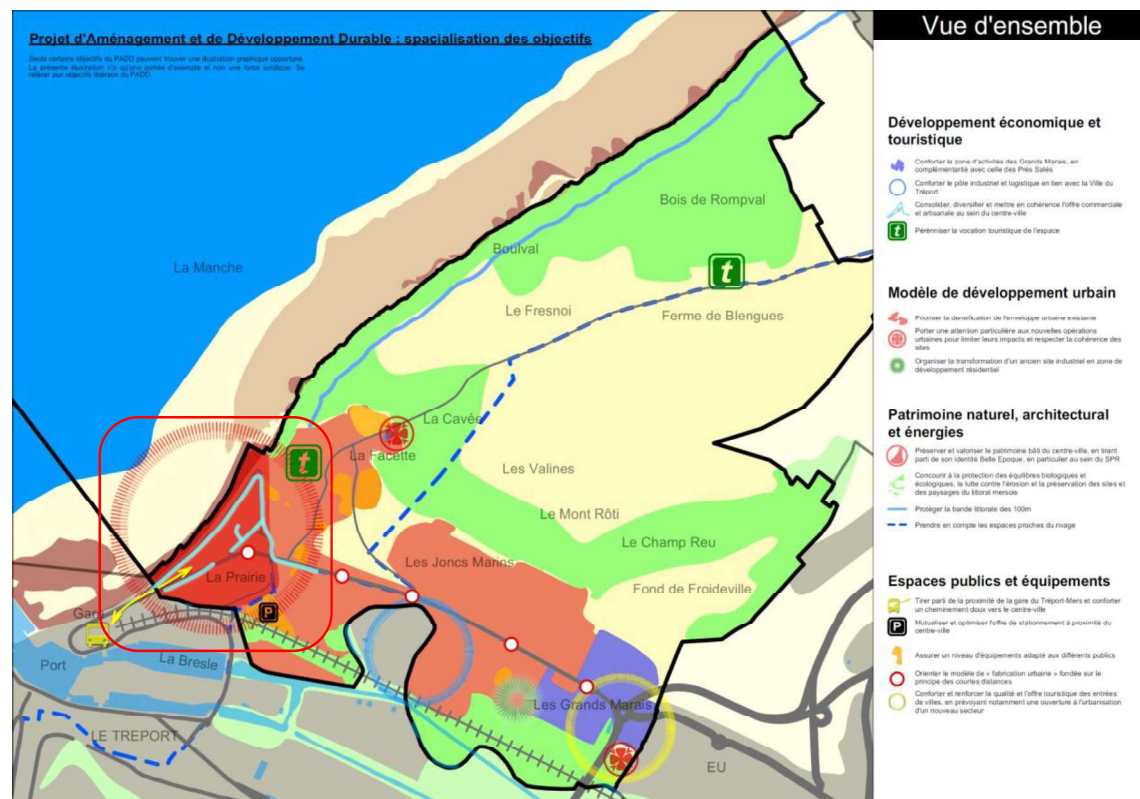 Projet d'Aménagement et de Développement Durable : spacialisation des objectifs
Seuls certains objectifs du PADD peuvent trouver une illustration graphique opportune.
La présente illustration n'a qu'une portée d'exemple et non une force juridique. Se
référer aux objectifs littéraux du PADD.
Vue d'ensemble
Développement économique et
touristique
Conforter la zone d'activités des Grands Marais, en
complémentarité avec celle des Prés Salés
Conforter le pôle industriel et logistique en lien avec la Ville du
Tréport
Consolider, diversifier et mettre en cohérence l'offre commerciale
et artisanale au sein du centre-ville
t
Pérénniser la vocation touristique de l'espace
Modèle de développement urbain
Prioriser la densification de l'enveloppe urbaine existante
Porter une attention particulière aux nouvelles opérations
urbaines pour limiter leurs impacts et respecter la cohérence des
sites
Organiser la transformation d'un ancien site industriel en zone de
développement résidentiel
Patrimoine naturel, architectural
et énergies
Préserver et valoriser le patrimoine bâti du centre-ville, en tirant
parti de son identité Belle Epoque, en particulier au sein du SPR
Concourir à la protection des équilibres biologiques et
écologiques, la lutte contre l'érosion et la préservation des sites et
des paysages du littoral mersois
Protéger la bande littorale des 100m
Prendre en compte les espaces proches du rivage
Espaces publics et équipements
Tirer parti de la proximité de la gare du Tréport-Mers et conforter
un cheminement doux vers le centre-ville
P
Mutualiser et optimiser l'offre de stationnement à proximité du
centre-ville
Assurer un niveau d'équipements adapté aux différents publics
Orienter le modèle de « fabrication urbaine » fondée sur le
principe des courtes distances
Conforter et renforcer la qualité et l'offre touristique des entrées
de villes, en prévoyant notamment une ouverture à l'urbanisation
d'un nouveau secteur
Bois de Rompval
Boulval
La Manche
t
Le Fresnoi
Ferme de Blengues
La Cavée
La Facette
t
Les Valines
Le Mont Rôti
Le Champ Reu
Les Joncs Marins
La Prairie
Fond de Froideville
Gare
P
La Bresle
Port
Les Grands Marais
LE TREPORT
EU